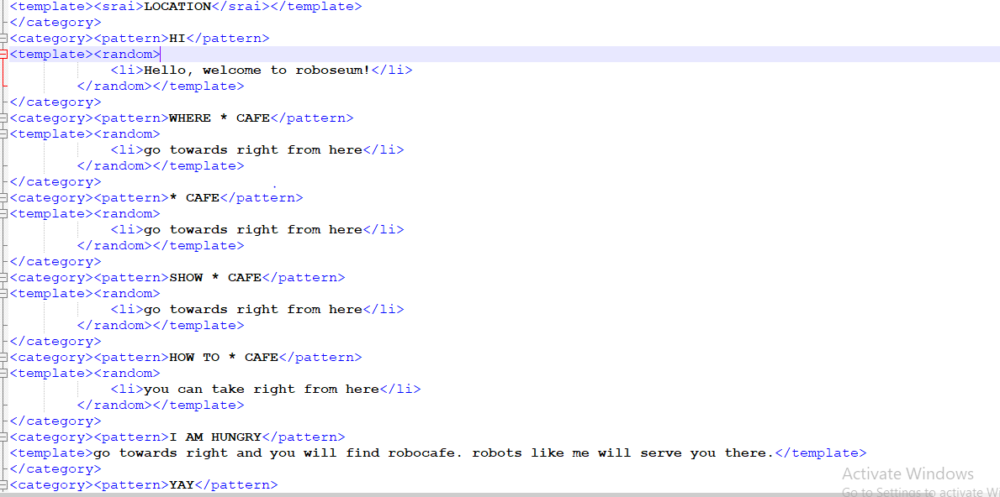 <template><srai>LOCATION</srai></template>
</category>
<category><pattern>HI</pattern>
<template><random>
<li>Hello, welcome to roboseum!</li>
</random></template>
</category>
<category><pattern>WHERE * CAFE</pattern>
<template><random>
<li>go towards right from here</li>
</random></template>
</category>
<category><pattern>* CAFE</pattern>
<template><random>
<li>go towards right from here</li>
</random></template>
</category>
<category><pattern>SHOW * CAFE</pattern>
<template><random>
<li>go towards right from here</li>
</random></template>
</category>
<category><pattern>HOW TO * CAFE</pattern>
<template><random>
<li>you can take right from here</li>
</random></template>
</category>
<category><pattern>I AM HUNGRY</pattern>
<template>go towards right and you will find robocafe. robots like me will serve you there.</template>
</category>
<category><pattern>YAY</pattern>
Activate Windows
Go to Settings to activate Wi